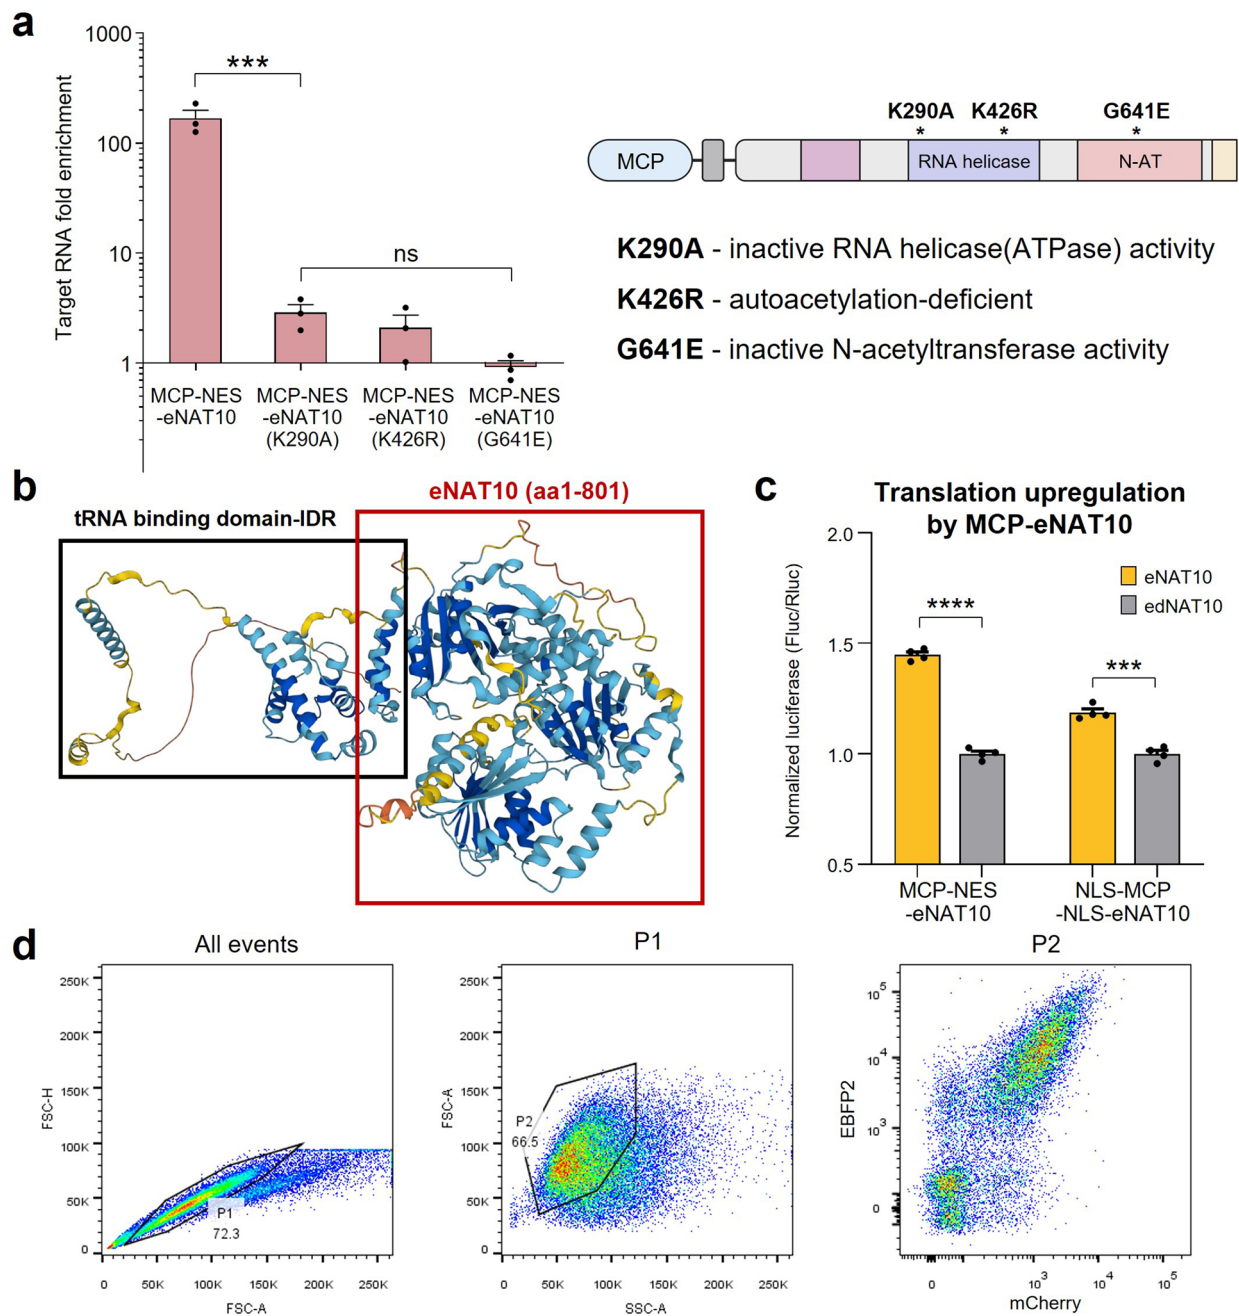 a
1000
100
10
1
Target RNA fold enrichment
***
ns
MCP-NES
-eNAT10
MCP-NES
-eNAT10
(K290A)
MCP-NES
-eNAT10
(K426R)
MCP-NES
-eNAT10
(G641E)
K290A K426R G641E
* * *
MCP RNA helicase N-AT
K290A - inactive RNA helicase(ATPase) activity
K426R - autoacetylation-deficient
G641E - inactive N-acetyltransferase activity
b
tRNA binding domain-IDR
eNAT10 (aa1-801)
c
Translation upregulation
by MCP-eNAT10
2.0
1.5
1.0
0.5
Normalized luciferase (Fluc/Rluc)
eNAT10
edNAT10
****
***
MCP-NES
-eNAT10
NLS-MCP
-NLS-eNAT10
d
All events
250K
200K
150K
100K
50K
0
FSC-H
P1
72.3
0 50K 100K 150K 200K 250K
FSC-A
P1
250K
200K
150K
100K
50K
0
FSC-A
P2
66.5
0 50K 100K 150K 200K 250K
SSC-A
P2
10⁵
10⁴
10³
0
EBFP2
0 10³ 10⁴ 10⁵
mCherry